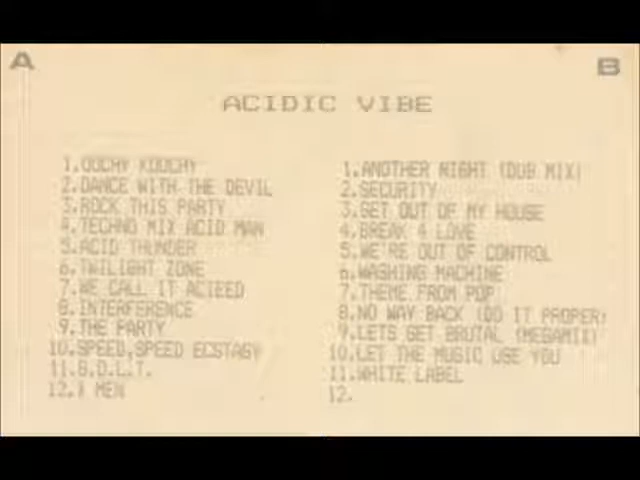 A
B
ACIDIC VIBE
1.OOCHY KOOCHY
2.DANCE WITH THE DEVIL
3.ROCK THIS PARTY
4.TECHNO MIX ACID MAN
5.ACID THUNDER
6.TWILIGHT ZONE
7.WE CALL IT ACIEED
8.INTERFERENCE
9.THE PARTY
10.SPEED,SPEED ECSTASY
11.
12. MEN
1.ANOTHER NIGHT (DUB MIX)
2.SECURITY
3.GET OUT OF MY HOUSE
4.BREAK 4 LOVE
5.WE'RE OUT OF CONTROL
6.WASHING MACHINE
7.THEME FROM POP
8.NO WAY BACK (DO IT PROPER)
9.LETS GET BRUTAL (MEGAMIX)
10.LET THE MUSIC USE YOU
11.WHITE LABEL
12.